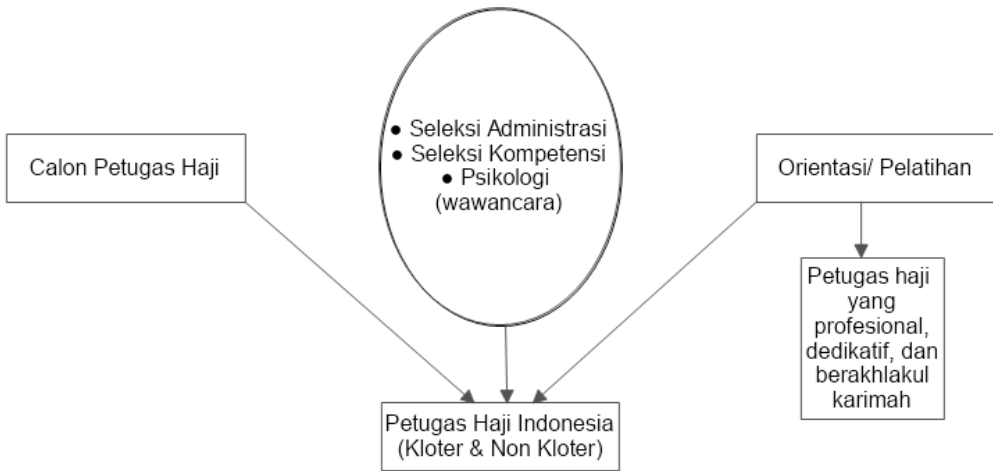 Calon Petugas Haji
● Seleksi Administrasi
● Seleksi Kompetensi
● Psikologi
(wawancara)
Orientasi/ Pelatihan
Petugas haji
yang
profesional,
dedikatif, dan
berakhlakul
karimah
Petugas Haji Indonesia
(Kloter & Non Kloter)